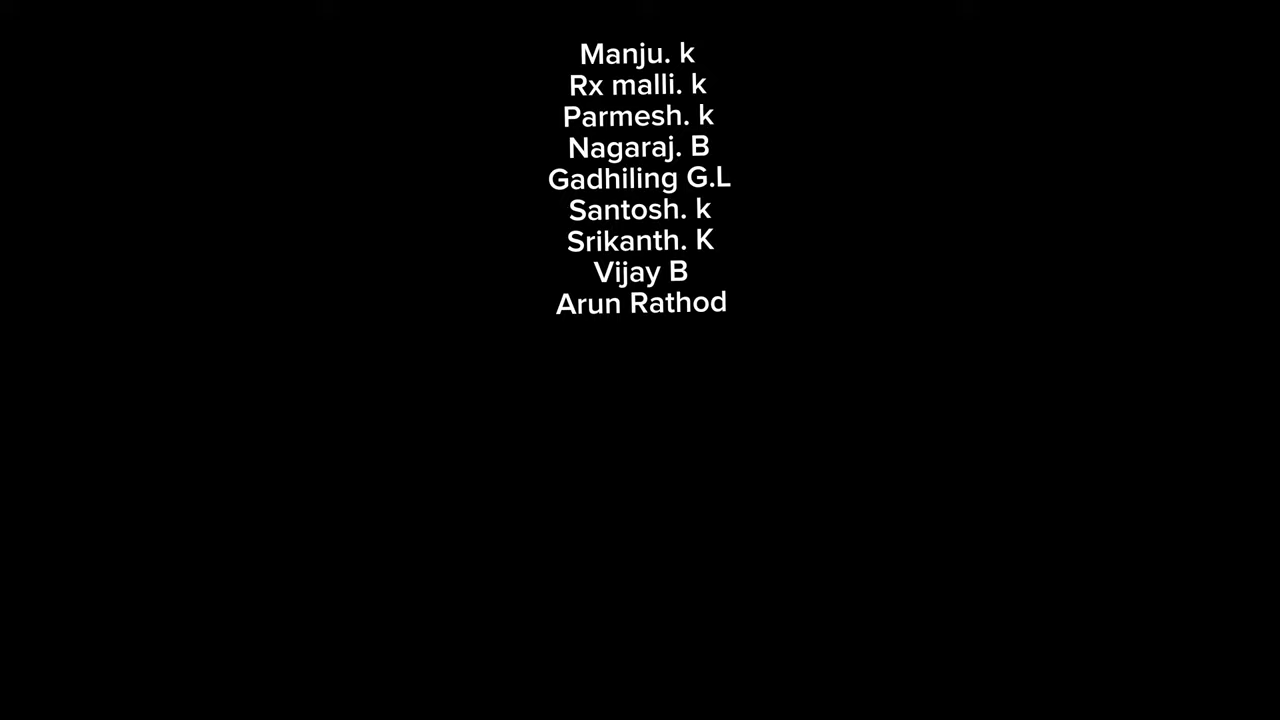 Manju. k
Rx malli. k
Parmesh. k
Nagaraj. B
Gadhiling G.L
Santosh. k
Srikanth. K
Vijay B
Arun Rathod